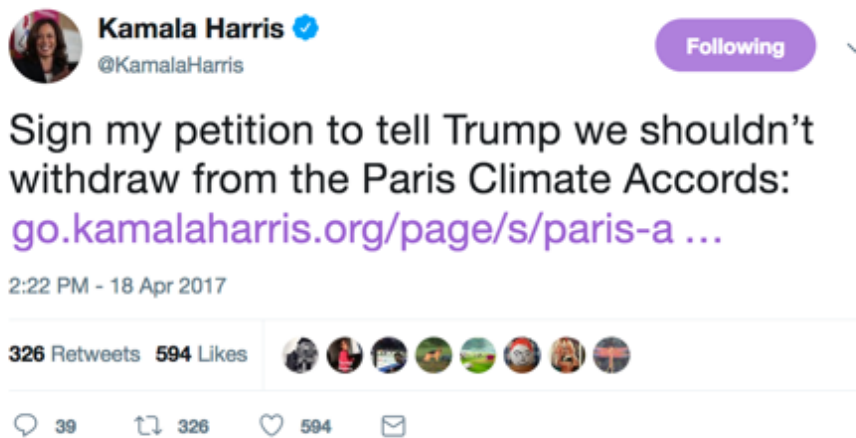 Kamala Harris
@KamalaHarris
Following
Sign my petition to tell Trump we shouldn't
withdraw from the Paris Climate Accords:
go.kamalaharris.org/page/s/paris-a ...
2:22 PM - 18 Apr 2017
326 Retweets 594 Likes
39 326 594